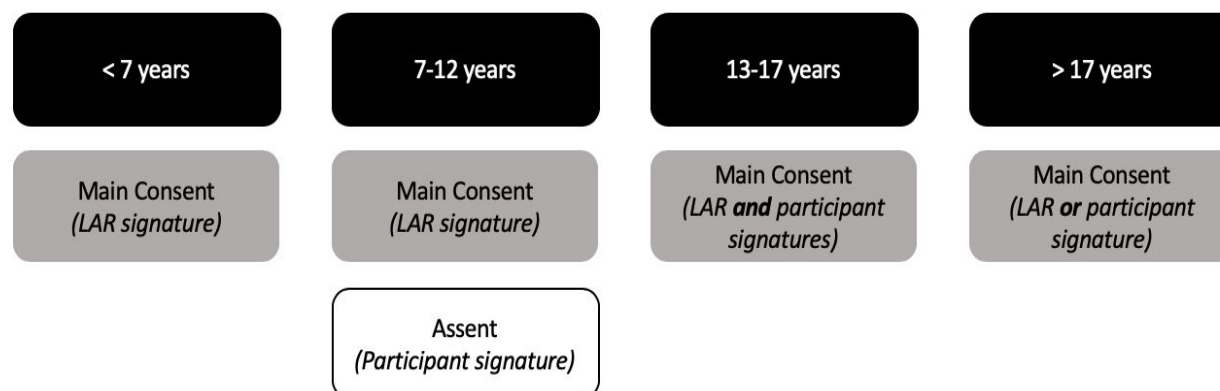 < 7 years
7-12 years
13-17 years
> 17 years
Main Consent
(LAR signature)
Main Consent
(LAR signature)
Main Consent
(LAR and participant
signatures)
Main Consent
(LAR or participant
signature)
Assent
(Participant signature)